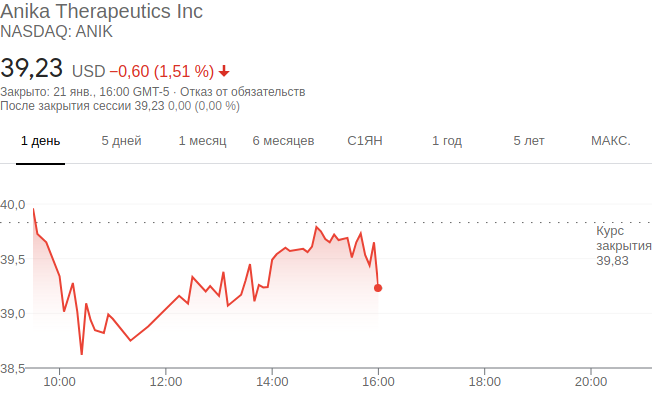 Anika Therapeutics Inc
NASDAQ: ANIK
39,23 USD −0,60 (1,51 %)
Закрыто: 21 янв., 16:00 GMT-5 · Отказ от обязательств
После закрытия сессии 39,23 0,00 (0,00 %)
1 день 5 дней 1 месяц 6 месяцев С1ЯН 1 год 5 лет МАКС.
40,0
Курс
закрытия
39,83
39,5
39,0
38,5
10:00 12:00 14:00 16:00 18:00 20:00